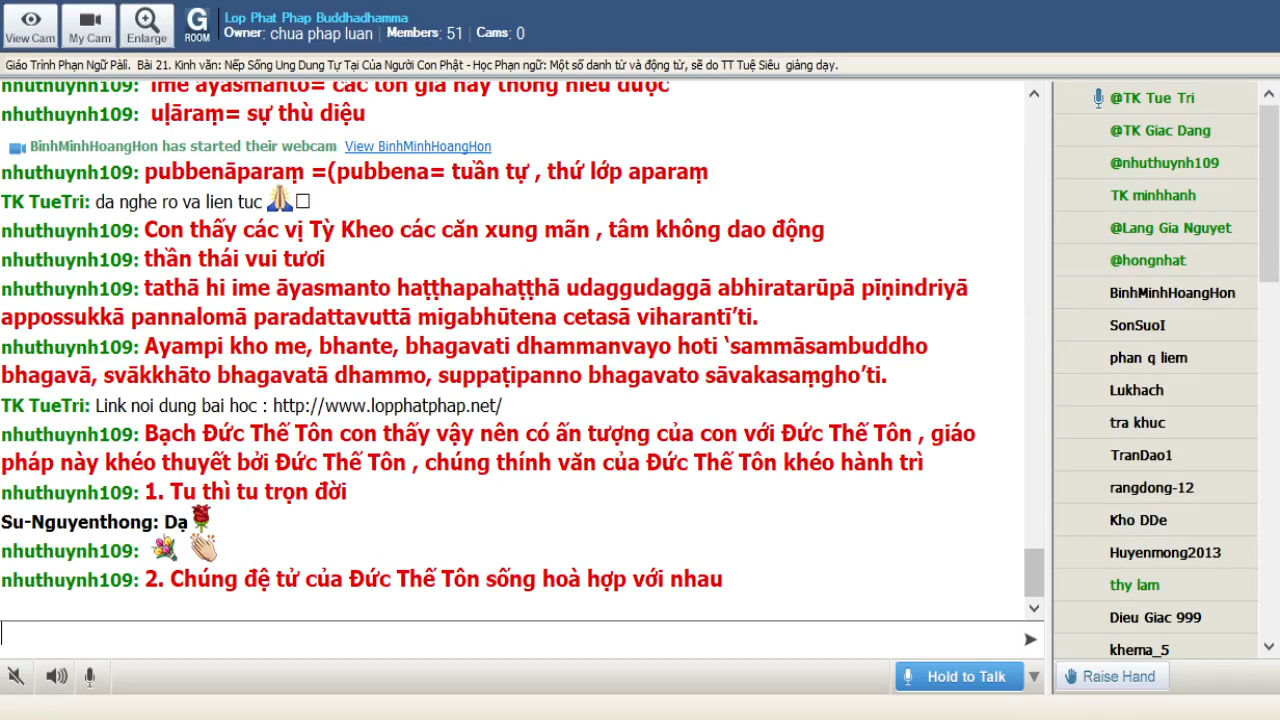 View Cam
My Cam
Enlarge
G
ROOM
Lop Phat Phap Buddhadhamma
Owner: chua phap luan | Members: 51 | Cams: 0
Giáo Trình Phạn Ngữ Pàli. Bài 21. Kinh văn: Nếp Sống Ung Dung Tự Tại Của Người Con Phật - Học Phạn ngữ: Một số danh từ và động từ, sẽ do TT Tuệ Siêu giảng dạy.
nhuthuynh109: ime āyasmanto= các tôn giả này thông hiểu được
nhuthuynh109: uḷāraṃ= sự thù diệu
BinhMinhHoangHon has started their webcam View BinhMinhHoangHon
nhuthuynh109: pubbenāparaṃ =(pubbena= tuần tự , thứ lớp aparaṃ
TK TueTri: da nghe ro va lien tuc
nhuthuynh109: Con thấy các vị Tỳ Kheo các căn xung mãn , tâm không dao động
nhuthuynh109: thần thái vui tươi
nhuthuynh109: tathā hi ime āyasmanto haṭṭhapahaṭṭhā udaggudaggā abhiratarūpā pīṇindriyā
appossukkā pannalomā paradattavuttā migabhūtena cetasā viharantī’ti.
nhuthuynh109: Ayampi kho me, bhante, bhagavati dhammanvayo hoti ‘sammāsambuddho
bhagavā, svākkhāto bhagavatā dhammo, suppaṭipanno bhagavato sāvakasaṃgho’ti.
TK TueTri: Link noi dung bai hoc : http://www.lopphatphap.net/
nhuthuynh109: Bạch Đức Thế Tôn con thấy vậy nên có ấn tượng của con với Đức Thế Tôn , giáo
pháp này khéo thuyết bởi Đức Thế Tôn , chúng thính văn của Đức Thế Tôn khéo hành trì
nhuthuynh109: 1. Tu thì tu trọn đời
Su-Nguyenthong: Dạ
nhuthuynh109:
nhuthuynh109: 2. Chúng đệ tử của Đức Thế Tôn sống hoà hợp với nhau
Hold to Talk
@TK Tue Tri
@TK Giac Dang
@nhuthuynh109
TK minhhanh
@Lang Gia Nguyet
@hongnhat
BinhMinhHoangHon
SonSuoI
phan q liem
Lukhach
tra khuc
TranDao1
rangdong-12
Kho DDe
Huyenmong2013
thy lam
Dieu Giac 999
khema_5
Raise Hand